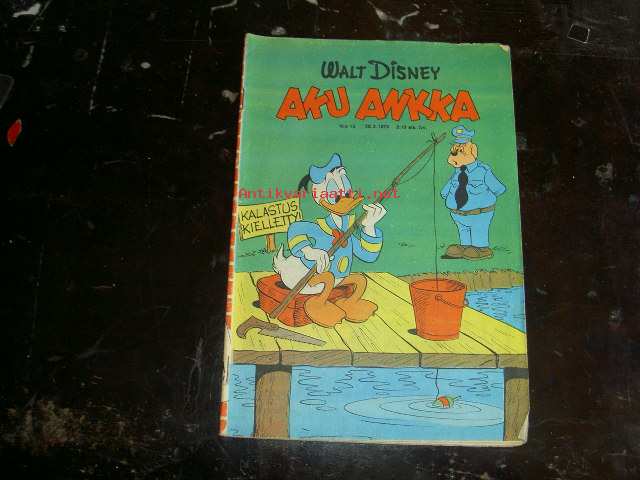 WALT DISNEY
AKU ANKKA
Antikvariaatti.net
KALASTUS
KIELLETTY!